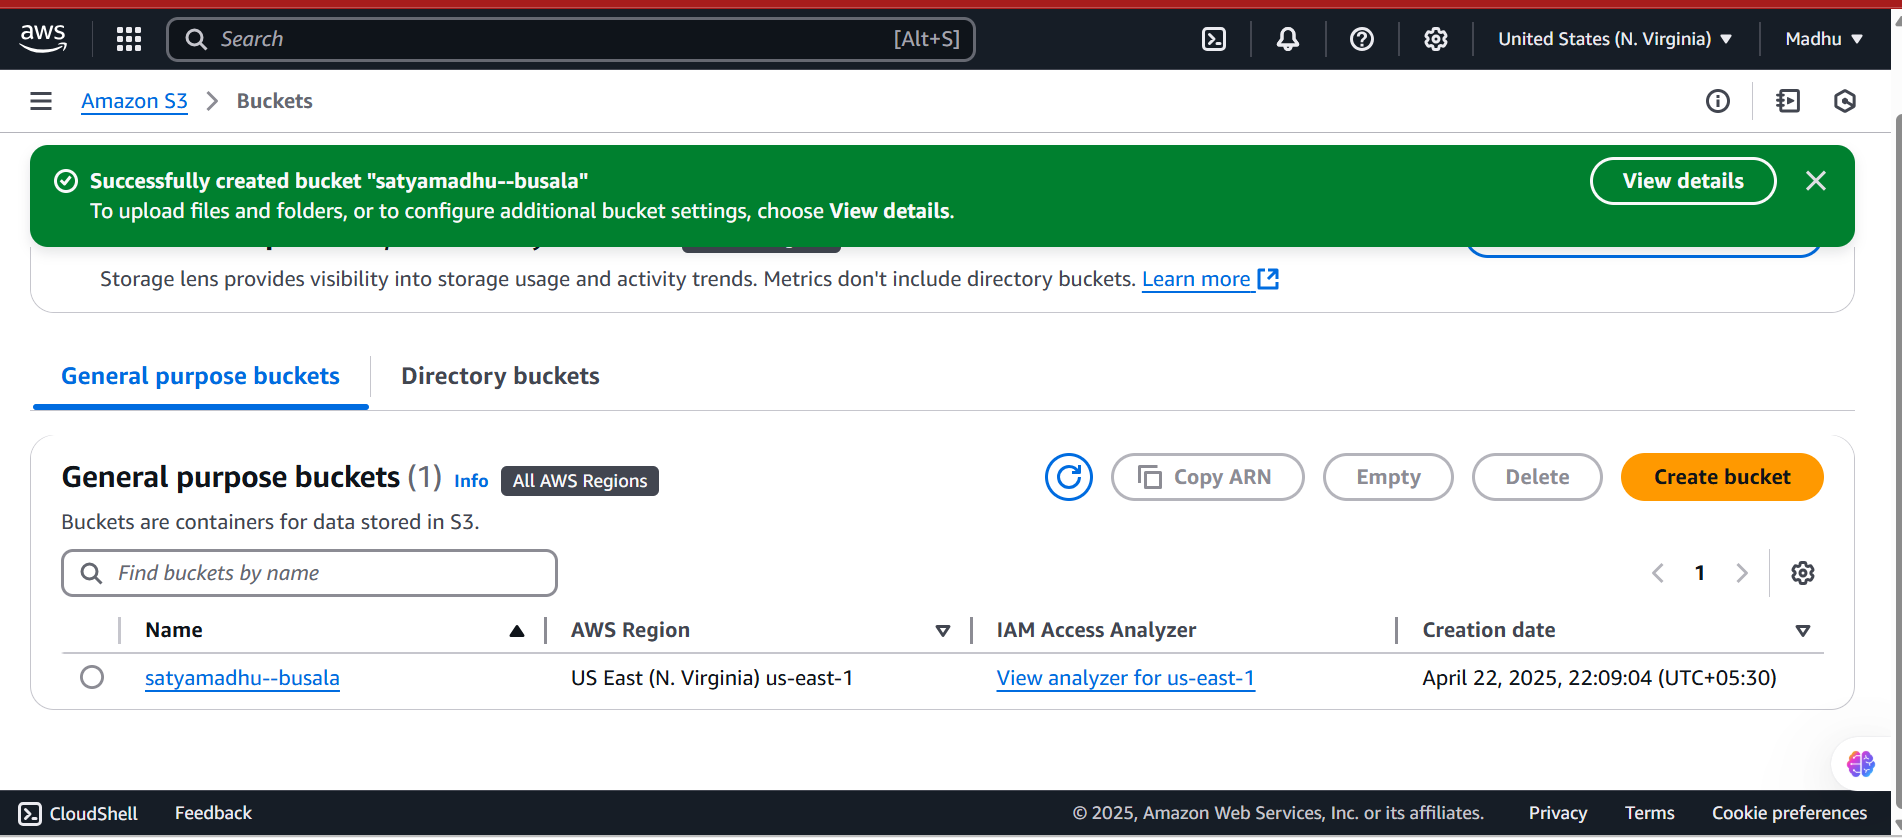 aws
Search [Alt+S]
United States (N. Virginia) Madhu
Amazon S3 > Buckets
Successfully created bucket "satyamadhu--busala"
View details
To upload files and folders, or to configure additional bucket settings, choose View details.
Storage lens provides visibility into storage usage and activity trends. Metrics don't include directory buckets. Learn more
General purpose buckets Directory buckets
General purpose buckets (1) Info All AWS Regions
Copy ARN Empty Delete Create bucket
Buckets are containers for data stored in S3.
Find buckets by name
1
Name AWS Region IAM Access Analyzer Creation date
satyamadhu--busala US East (N. Virginia) us-east-1 View analyzer for us-east-1 April 22, 2025, 22:09:04 (UTC+05:30)
CloudShell Feedback © 2025, Amazon Web Services, Inc. or its affiliates. Privacy Terms Cookie preferences